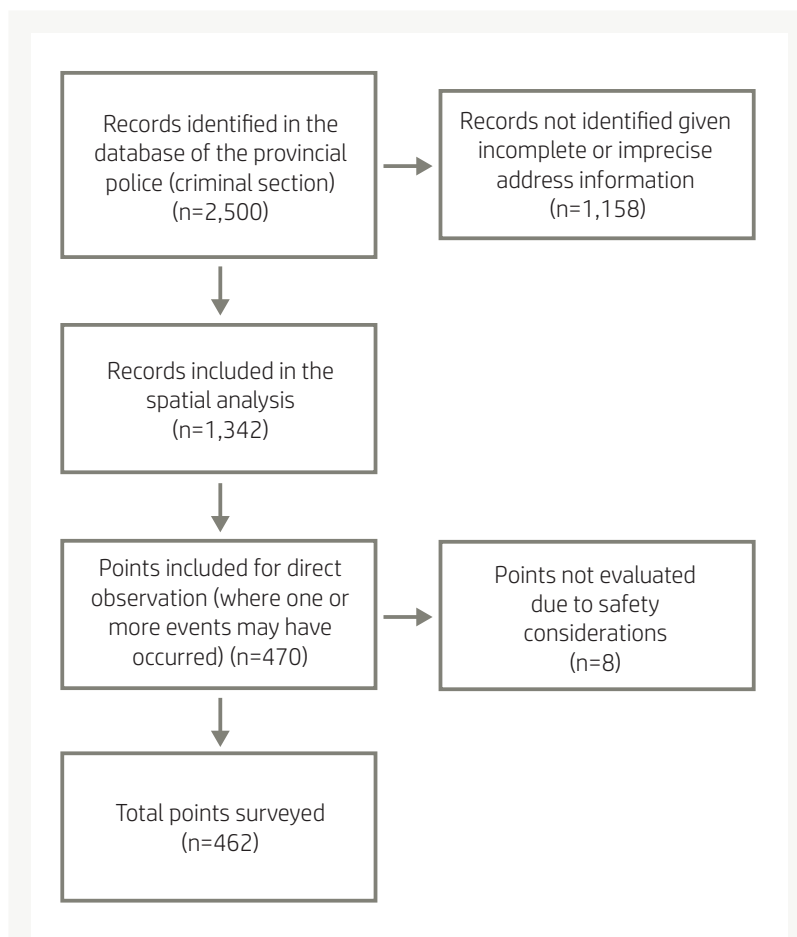 Records identified in the
database of the provincial
police (criminal section)
(n=2,500)
Records not identified given
incomplete or imprecise
address information
(n=1,158)
Records included in the
spatial analysis
(n=1,342)
Points included for direct
observation (where one or
more events may have
occurred) (n=470)
Points not evaluated
due to safety
considerations
(n=8)
Total points surveyed
(n=462)